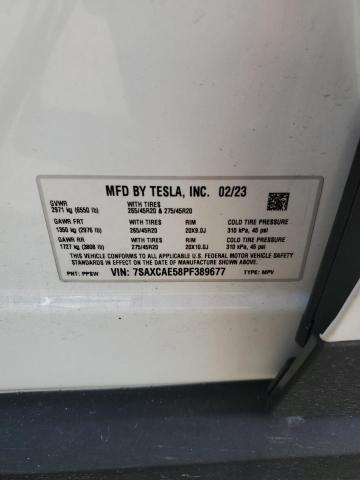 MFD BY TESLA, INC. 02/23
GVWR WITH TIRES
2971 kg (6550 lb) 265/45R20 & 275/45R20
GAWR FRT WITH TIRES RIM COLD TIRE PRESSURE
1350 kg (2976 lb) 265/45R20 20X9.0J 310 kPa, 45 psi
GAWR RR WITH TIRES RIM COLD TIRE PRESSURE
1727 kg (3808 lb) 275/45R20 20X10.0J 310 kPa, 45 psi
THIS VEHICLE CONFORMS TO ALL APPLICABLE U.S. FEDERAL MOTOR VEHICLE SAFETY
STANDARDS IN EFFECT ON THE DATE OF MANUFACTURE SHOWN ABOVE.
PNT: PPSW VIN: 7SAXCAE58PF389677 TYPE: MPV